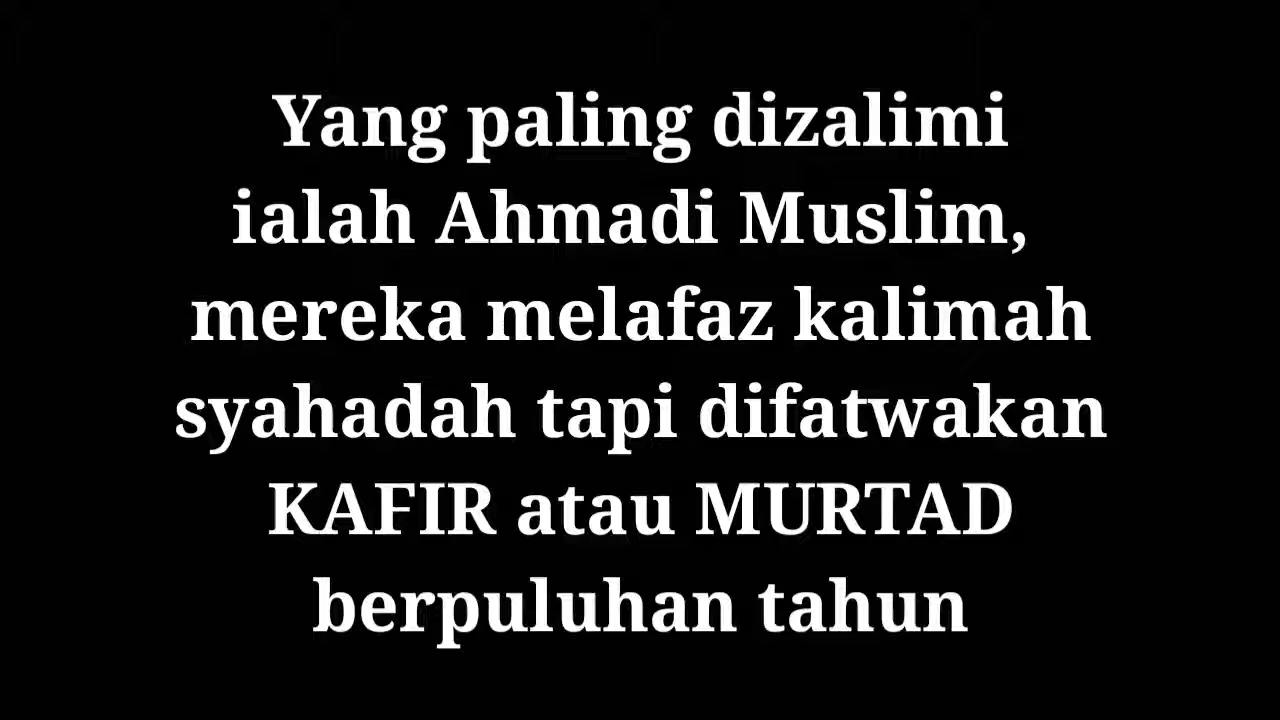 Yang paling dizalimi
ialah Ahmadi Muslim,
mereka melafaz kalimah
syahadah tapi difatwakan
KAFIR atau MURTAD
berpuluhan tahun